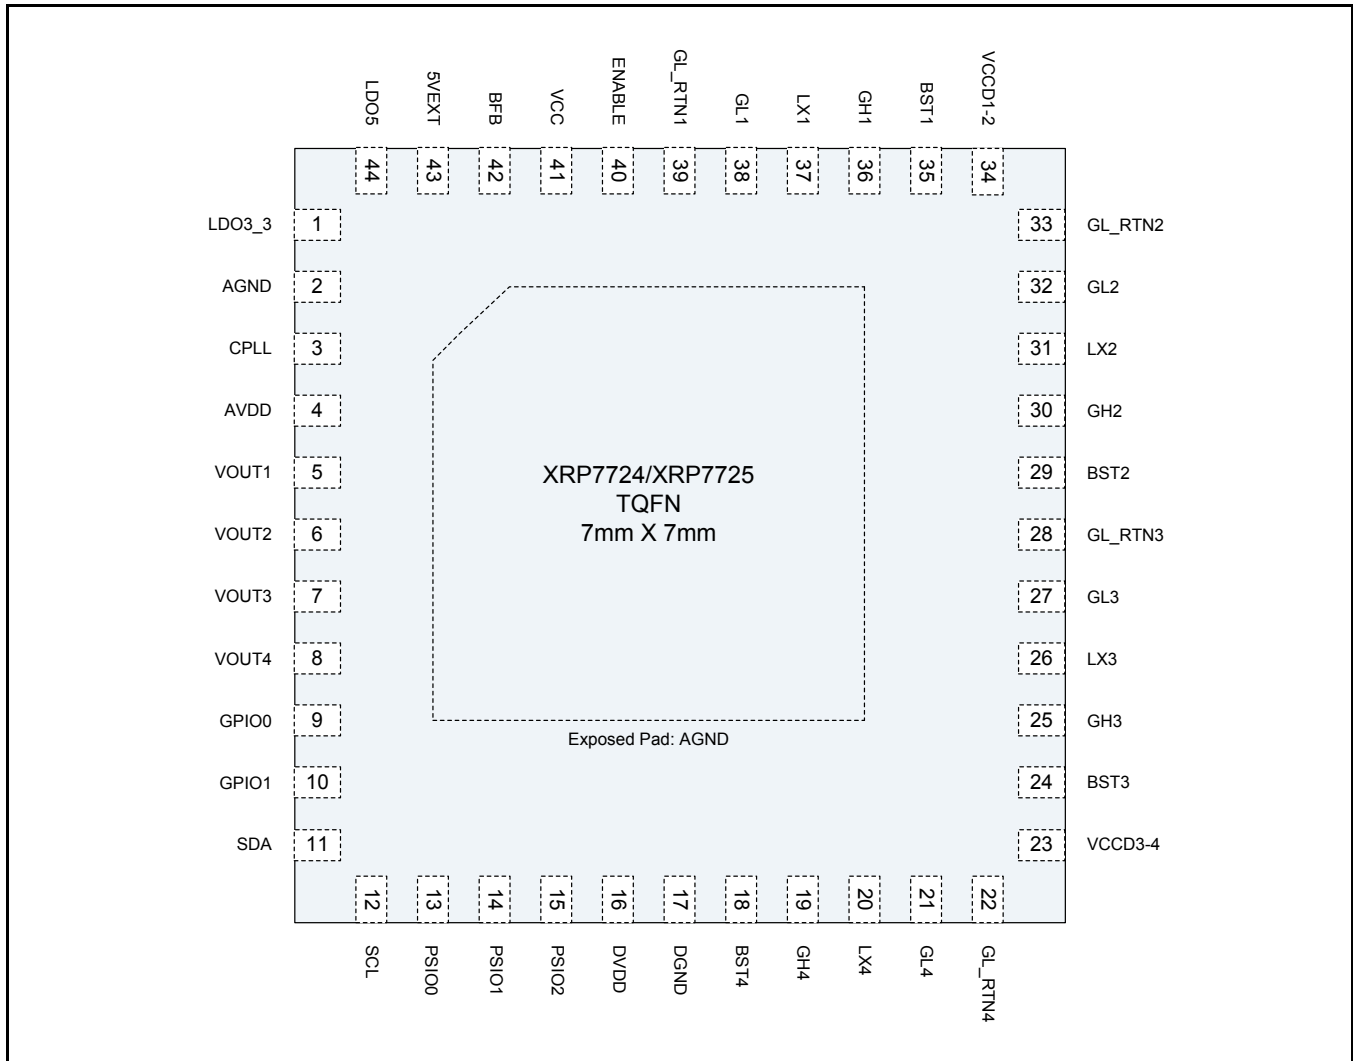 LDO5
5VEXT
BFB
VCC
ENABLE
GL_RTN1
GL1
LX1
GH1
BST1
VCCD1-2
44
43
42
41
40
39
38
37
36
35
34
LDO3_3 1
AGND 2
CPLL 3
AVDD 4
VOUT1 5
VOUT2 6
VOUT3 7
VOUT4 8
GPIO0 9
GPIO1 10
SDA 11
XRP7724/XRP7725
TQFN
7mm X 7mm
Exposed Pad: AGND
33 GL_RTN2
32 GL2
31 LX2
30 GH2
29 BST2
28 GL_RTN3
27 GL3
26 LX3
25 GH3
24 BST3
23 VCCD3-4
12
13
14
15
16
17
18
19
20
21
22
SCL
PSIO0
PSIO1
PSIO2
DVDD
DGND
BST4
GH4
LX4
GL4
GL_RTN4